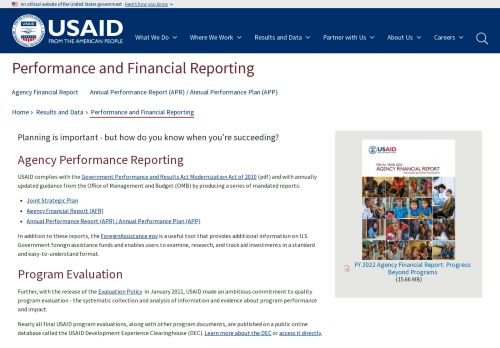 An official website of the United States government Here's how you know
USAID
FROM THE AMERICAN PEOPLE
What We Do
Where We Work
Results and Data
Partner with Us
About Us
Careers
Performance and Financial Reporting
Agency Financial Report
Annual Performance Report (APR) / Annual Performance Plan (APP)
Home › Results and Data › Performance and Financial Reporting
Planning is important - but how do you know when you're succeeding?
Agency Performance Reporting
USAID complies with the Government Performance and Results Act Modernization Act of 2010 (pdf) and with annually
updated guidance from the Office of Management and Budget (OMB) by producing a series of mandated reports:
• Joint Strategic Plan
• Agency Financial Report (AFR)
• Annual Performance Report (APR) / Annual Performance Plan (APP)
In addition to these reports, the ForeignAssistance.gov is a useful tool that provides additional information on U.S.
Government foreign assistance funds and enables users to examine, research, and track aid investments in a standard
and easy-to-understand format.
Program Evaluation
Further, with the release of the Evaluation Policy in January 2011, USAID made an ambitious commitment to quality
program evaluation - the systematic collection and analysis of information and evidence about program performance
and impact.
Nearly all final USAID program evaluations, along with other program documents, are published on a public online
database called the USAID Development Experience Clearinghouse (DEC). Learn more about the DEC or access it directly.
USAID
FISCAL YEAR 2022
AGENCY FINANCIAL REPORT
PROGRESS BEYOND PROGRAMS
FY 2022 Agency Financial Report: Progress
Beyond Programs
(15.66 MB)